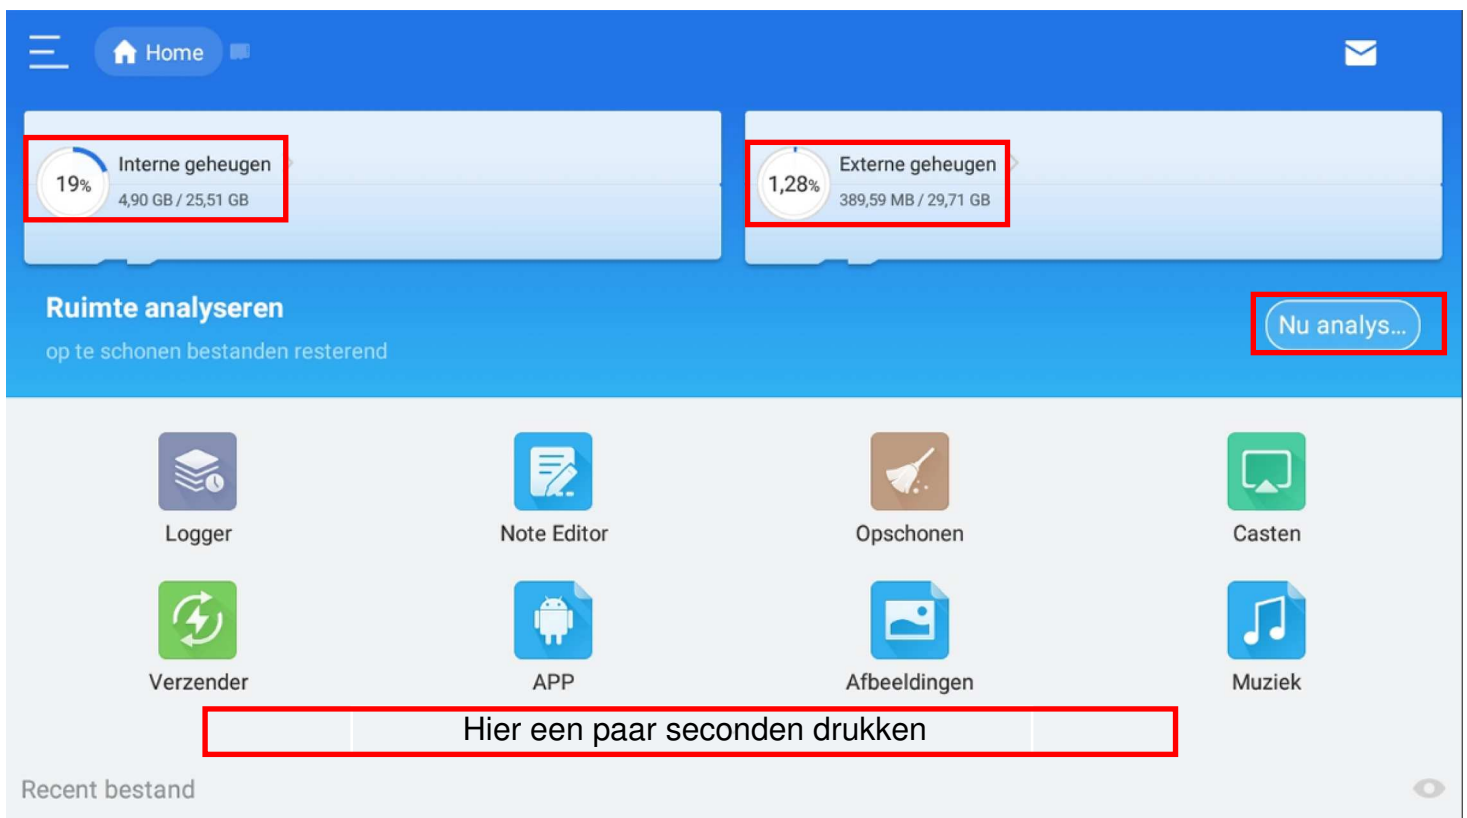 Home
Interne geheugen
19%
4,90 GB / 25,51 GB
Externe geheugen
1,28%
389,59 MB / 29,71 GB
Ruimte analyseren
op te schonen bestanden resterend
Nu analys...
Logger
Note Editor
Opschonen
Casten
Verzender
APP
Afbeeldingen
Muziek
Hier een paar seconden drukken
Recent bestand